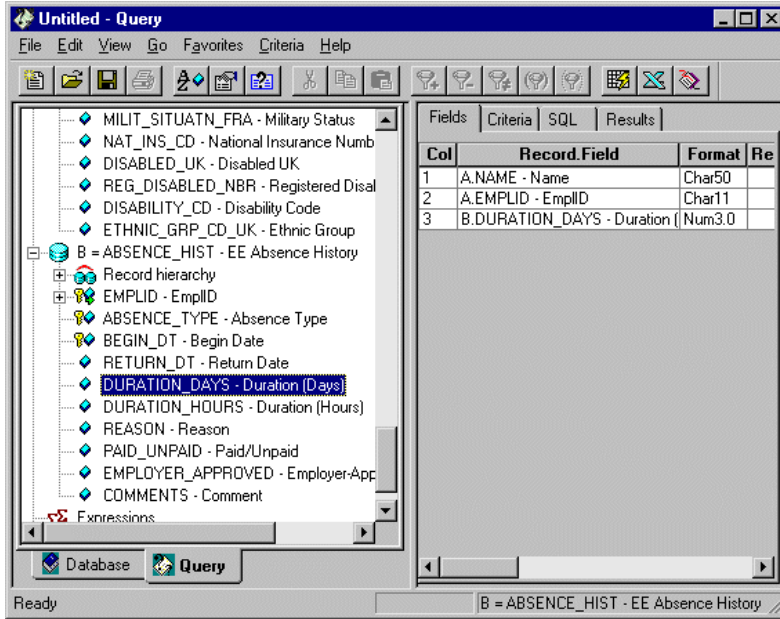 Untitled - Query
File Edit View Go Favorites Criteria Help
MILIT_SITUATN_FRA - Military Status
NAT_INS_CD - National Insurance Numb
DISABLED_UK - Disabled UK
REG_DISABLED_NBR - Registered Disal
DISABILITY_CD - Disability Code
ETHNIC_GRP_CD_UK - Ethnic Group
B = ABSENCE_HIST - EE Absence History
Record hierarchy
EMPLID - EmplID
ABSENCE_TYPE - Absence Type
BEGIN_DT - Begin Date
RETURN_DT - Return Date
DURATION_DAYS - Duration (Days)
DURATION_HOURS - Duration (Hours)
REASON - Reason
PAID_UNPAID - Paid/Unpaid
EMPLOYER_APPROVED - Employer-App
COMMENTS - Comment
Expressions
Database Query
Fields Criteria SQL Results
Col Record.Field Format Re
1 A.NAME - Name Char50
2 A.EMPLID - EmplID Char11
3 B.DURATION_DAYS - Duration ( Num3.0
Ready B = ABSENCE_HIST - EE Absence History